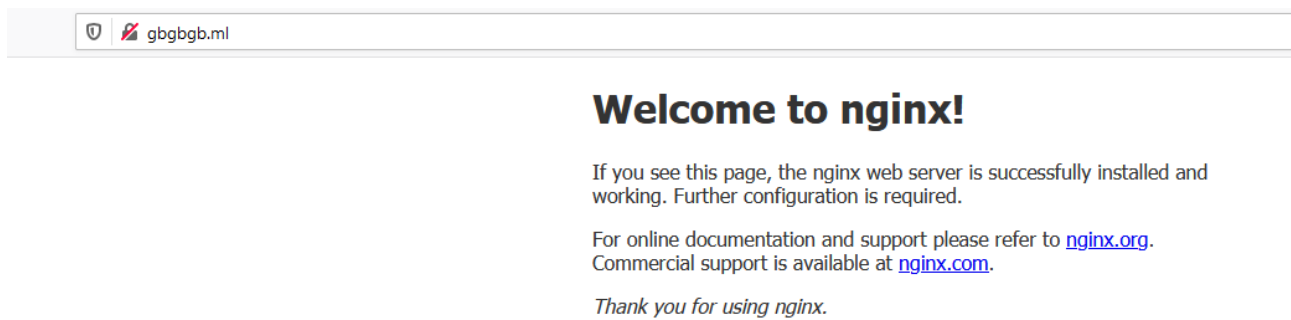 gbgbgb.ml
Welcome to nginx!
If you see this page, the nginx web server is successfully installed and
working. Further configuration is required.
For online documentation and support please refer to nginx.org.
Commercial support is available at nginx.com.
Thank you for using nginx.